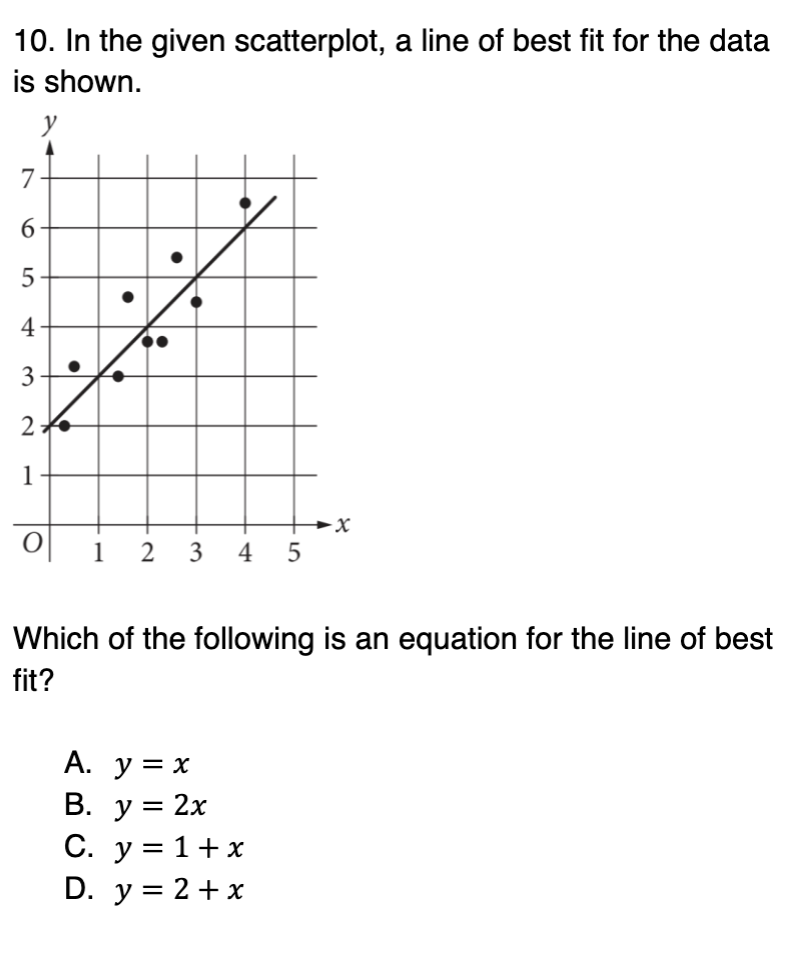 10. In the given scatterplot, a line of best fit for the data
is shown.
y
7
6
5
4
3
2
1
O
1 2 3 4 5
x
Which of the following is an equation for the line of best
fit?
A. y = x
B. y = 2x
C. y = 1 + x
D. y = 2 + x